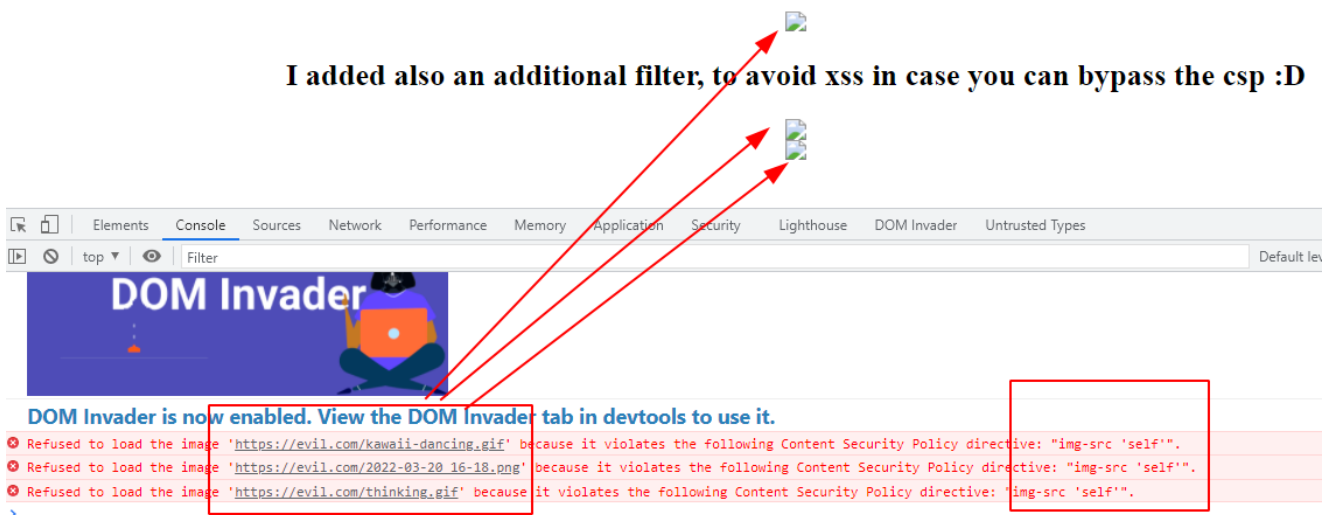 I added also an additional filter, to avoid xss in case you can bypass the csp :D
Elements Console Sources Network Performance Memory Application Security Lighthouse DOM Invader Untrusted Types
top ▼ Filter Default lev
DOM Invader
DOM Invader is now enabled. View the DOM Invader tab in devtools to use it.
Refused to load the image 'https://evil.com/kawaii-dancing.gif' because it violates the following Content Security Policy directive: "img-src 'self'".
Refused to load the image 'https://evil.com/2022-03-20 16-18.png' because it violates the following Content Security Policy directive: "img-src 'self'".
Refused to load the image 'https://evil.com/thinking.gif' because it violates the following Content Security Policy directive: "img-src 'self'".